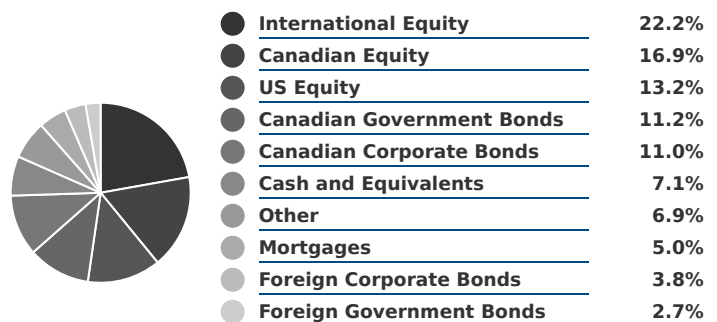 International Equity 22.2%
Canadian Equity 16.9%
US Equity 13.2%
Canadian Government Bonds 11.2%
Canadian Corporate Bonds 11.0%
Cash and Equivalents 7.1%
Other 6.9%
Mortgages 5.0%
Foreign Corporate Bonds 3.8%
Foreign Government Bonds 2.7%